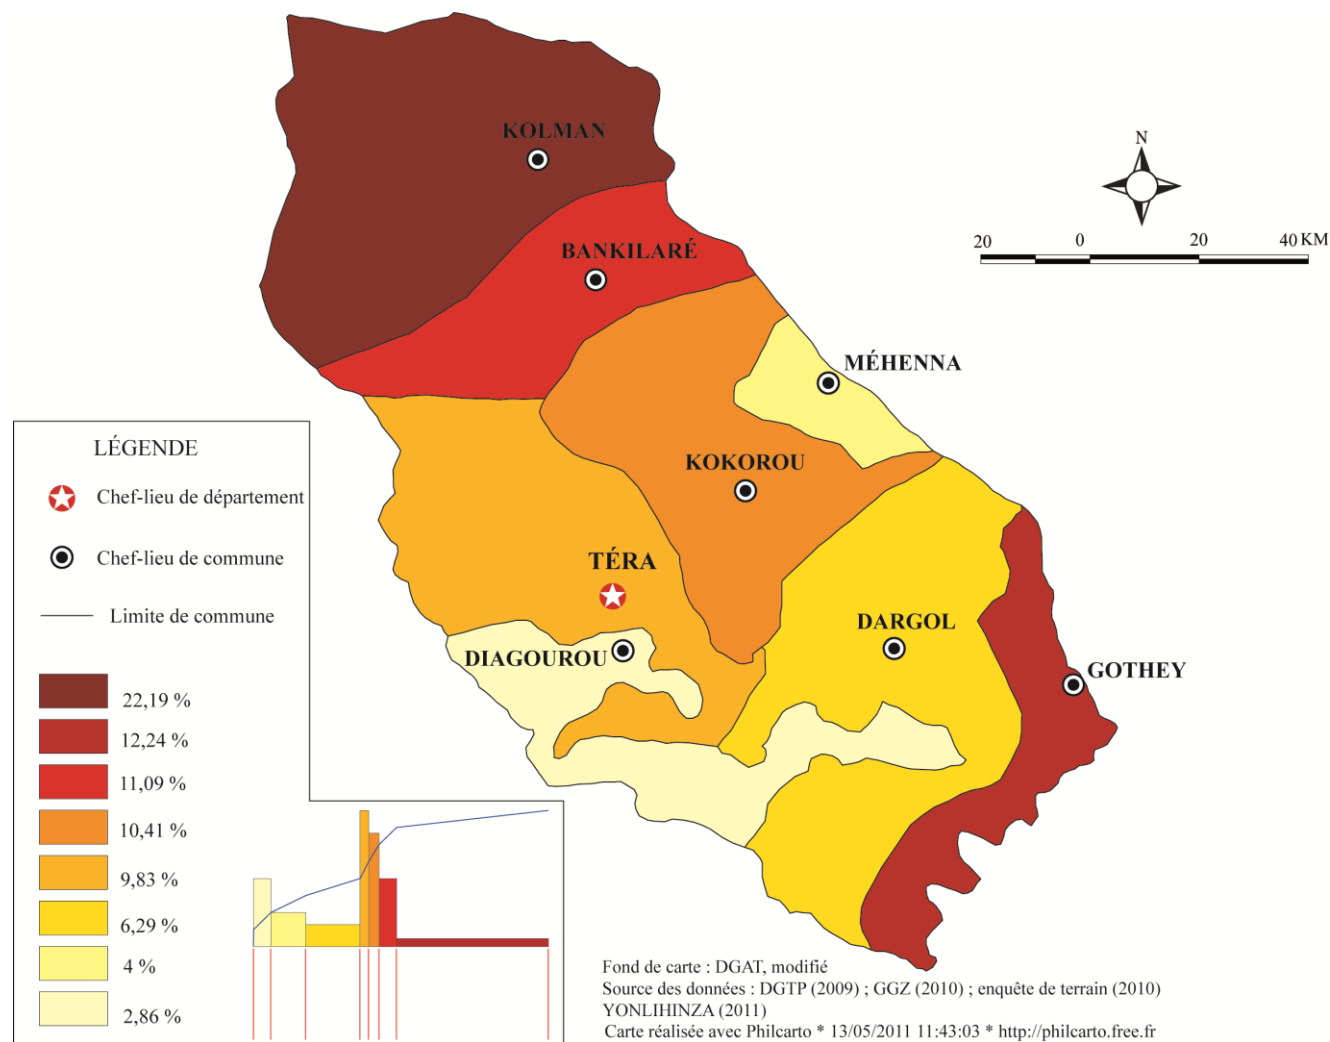 KOLMAN
N
BANKILARÉ
20 0 20 40 KM
MÉHENNA
KOKOROU
TÉRA
DARGOL
DIAGOUROU
GOTHEY
LÉGENDE
Chef-lieu de département
Chef-lieu de commune
Limite de commune
22,19 %
12,24 %
11,09 %
10,41 %
9,83 %
6,29 %
4 %
2,86 %
Fond de carte : DGAT, modifié
Source des données : DGTP (2009) ; GGZ (2010) ; enquête de terrain (2010)
YONLIHINZA (2011)
Carte réalisée avec Philcarto * 13/05/2011 11:43:03 * http://philcarto.free.fr